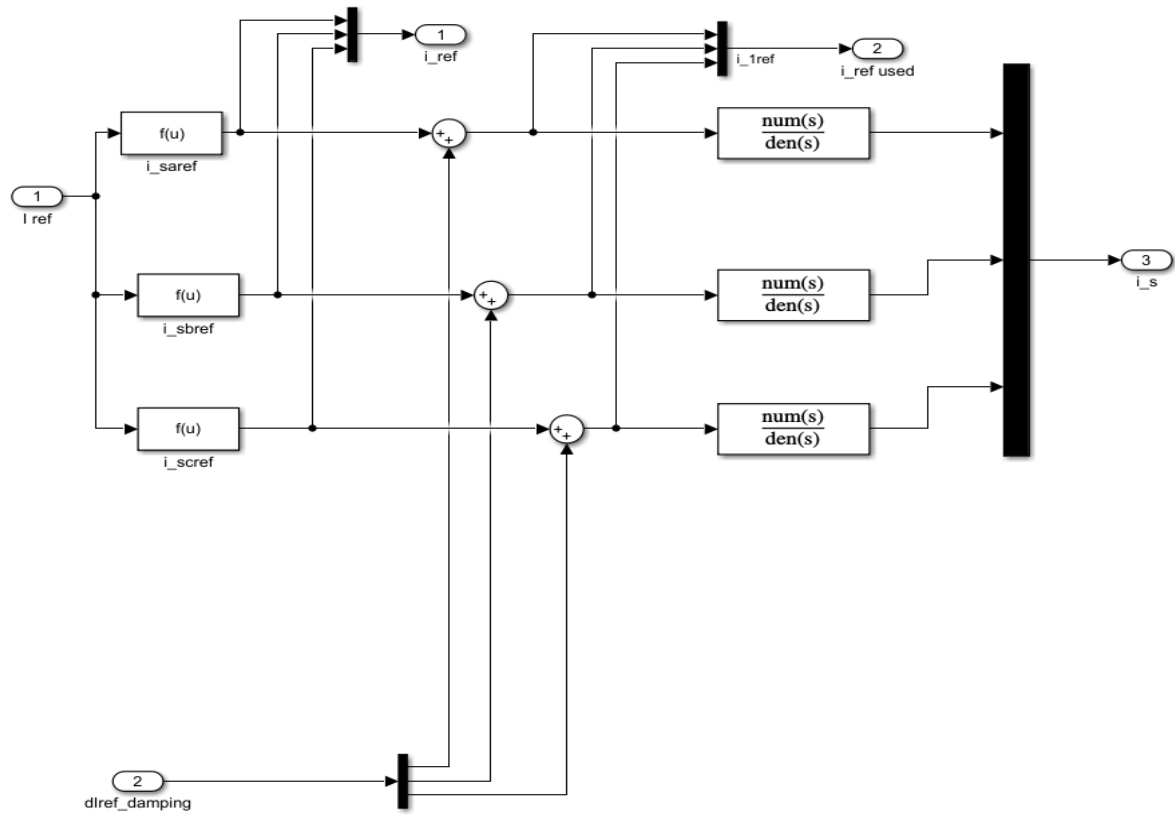 1
i_ref
2
i_1ref
i_ref used
f(u)
i_saref
+
+
num(s)
den(s)
1
I ref
3
i_s
f(u)
i_sbref
+
+
num(s)
den(s)
f(u)
i_scref
+
+
num(s)
den(s)
2
dIref_damping